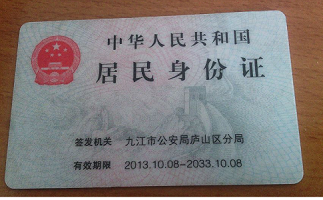 中华人民共和国
居民身份证
签发机关 九江市公安局庐山区分局
有效期限 2013.10.08-2033.10.08